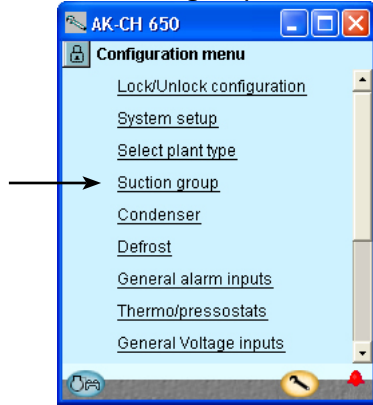 AK-CH 650
Configuration menu
Lock/Unlock configuration
System setup
Select plant type
Suction group
Condenser
Defrost
General alarm inputs
Thermo/pressostats
General Voltage inputs